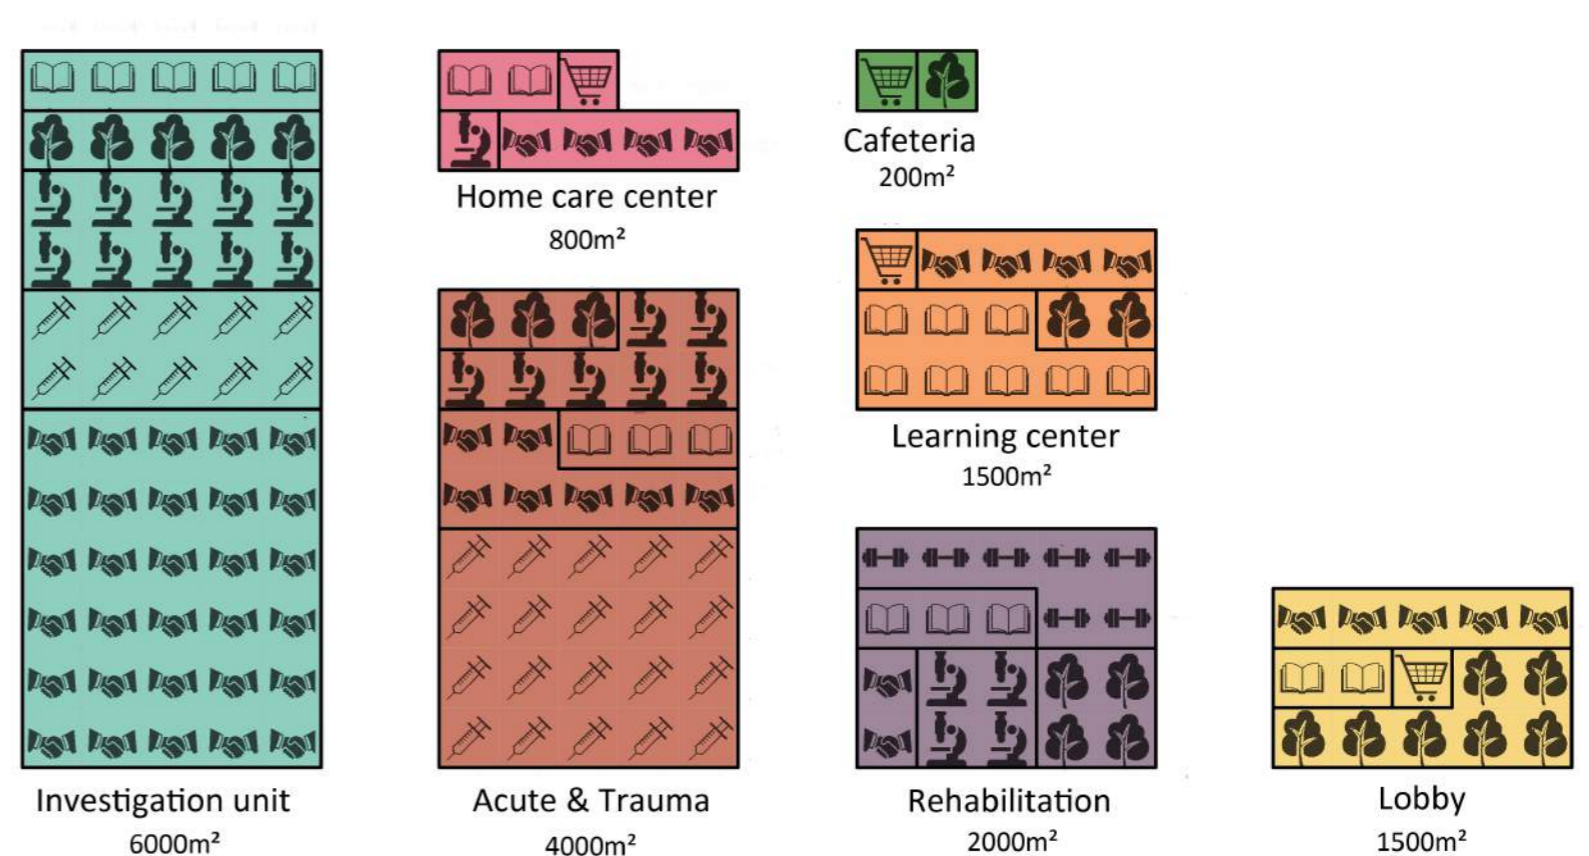 Home care center
800m²
Cafeteria
200m²
Learning center
1500m²
Investigation unit
6000m²
Acute & Trauma
4000m²
Rehabilitation
2000m²
Lobby
1500m²